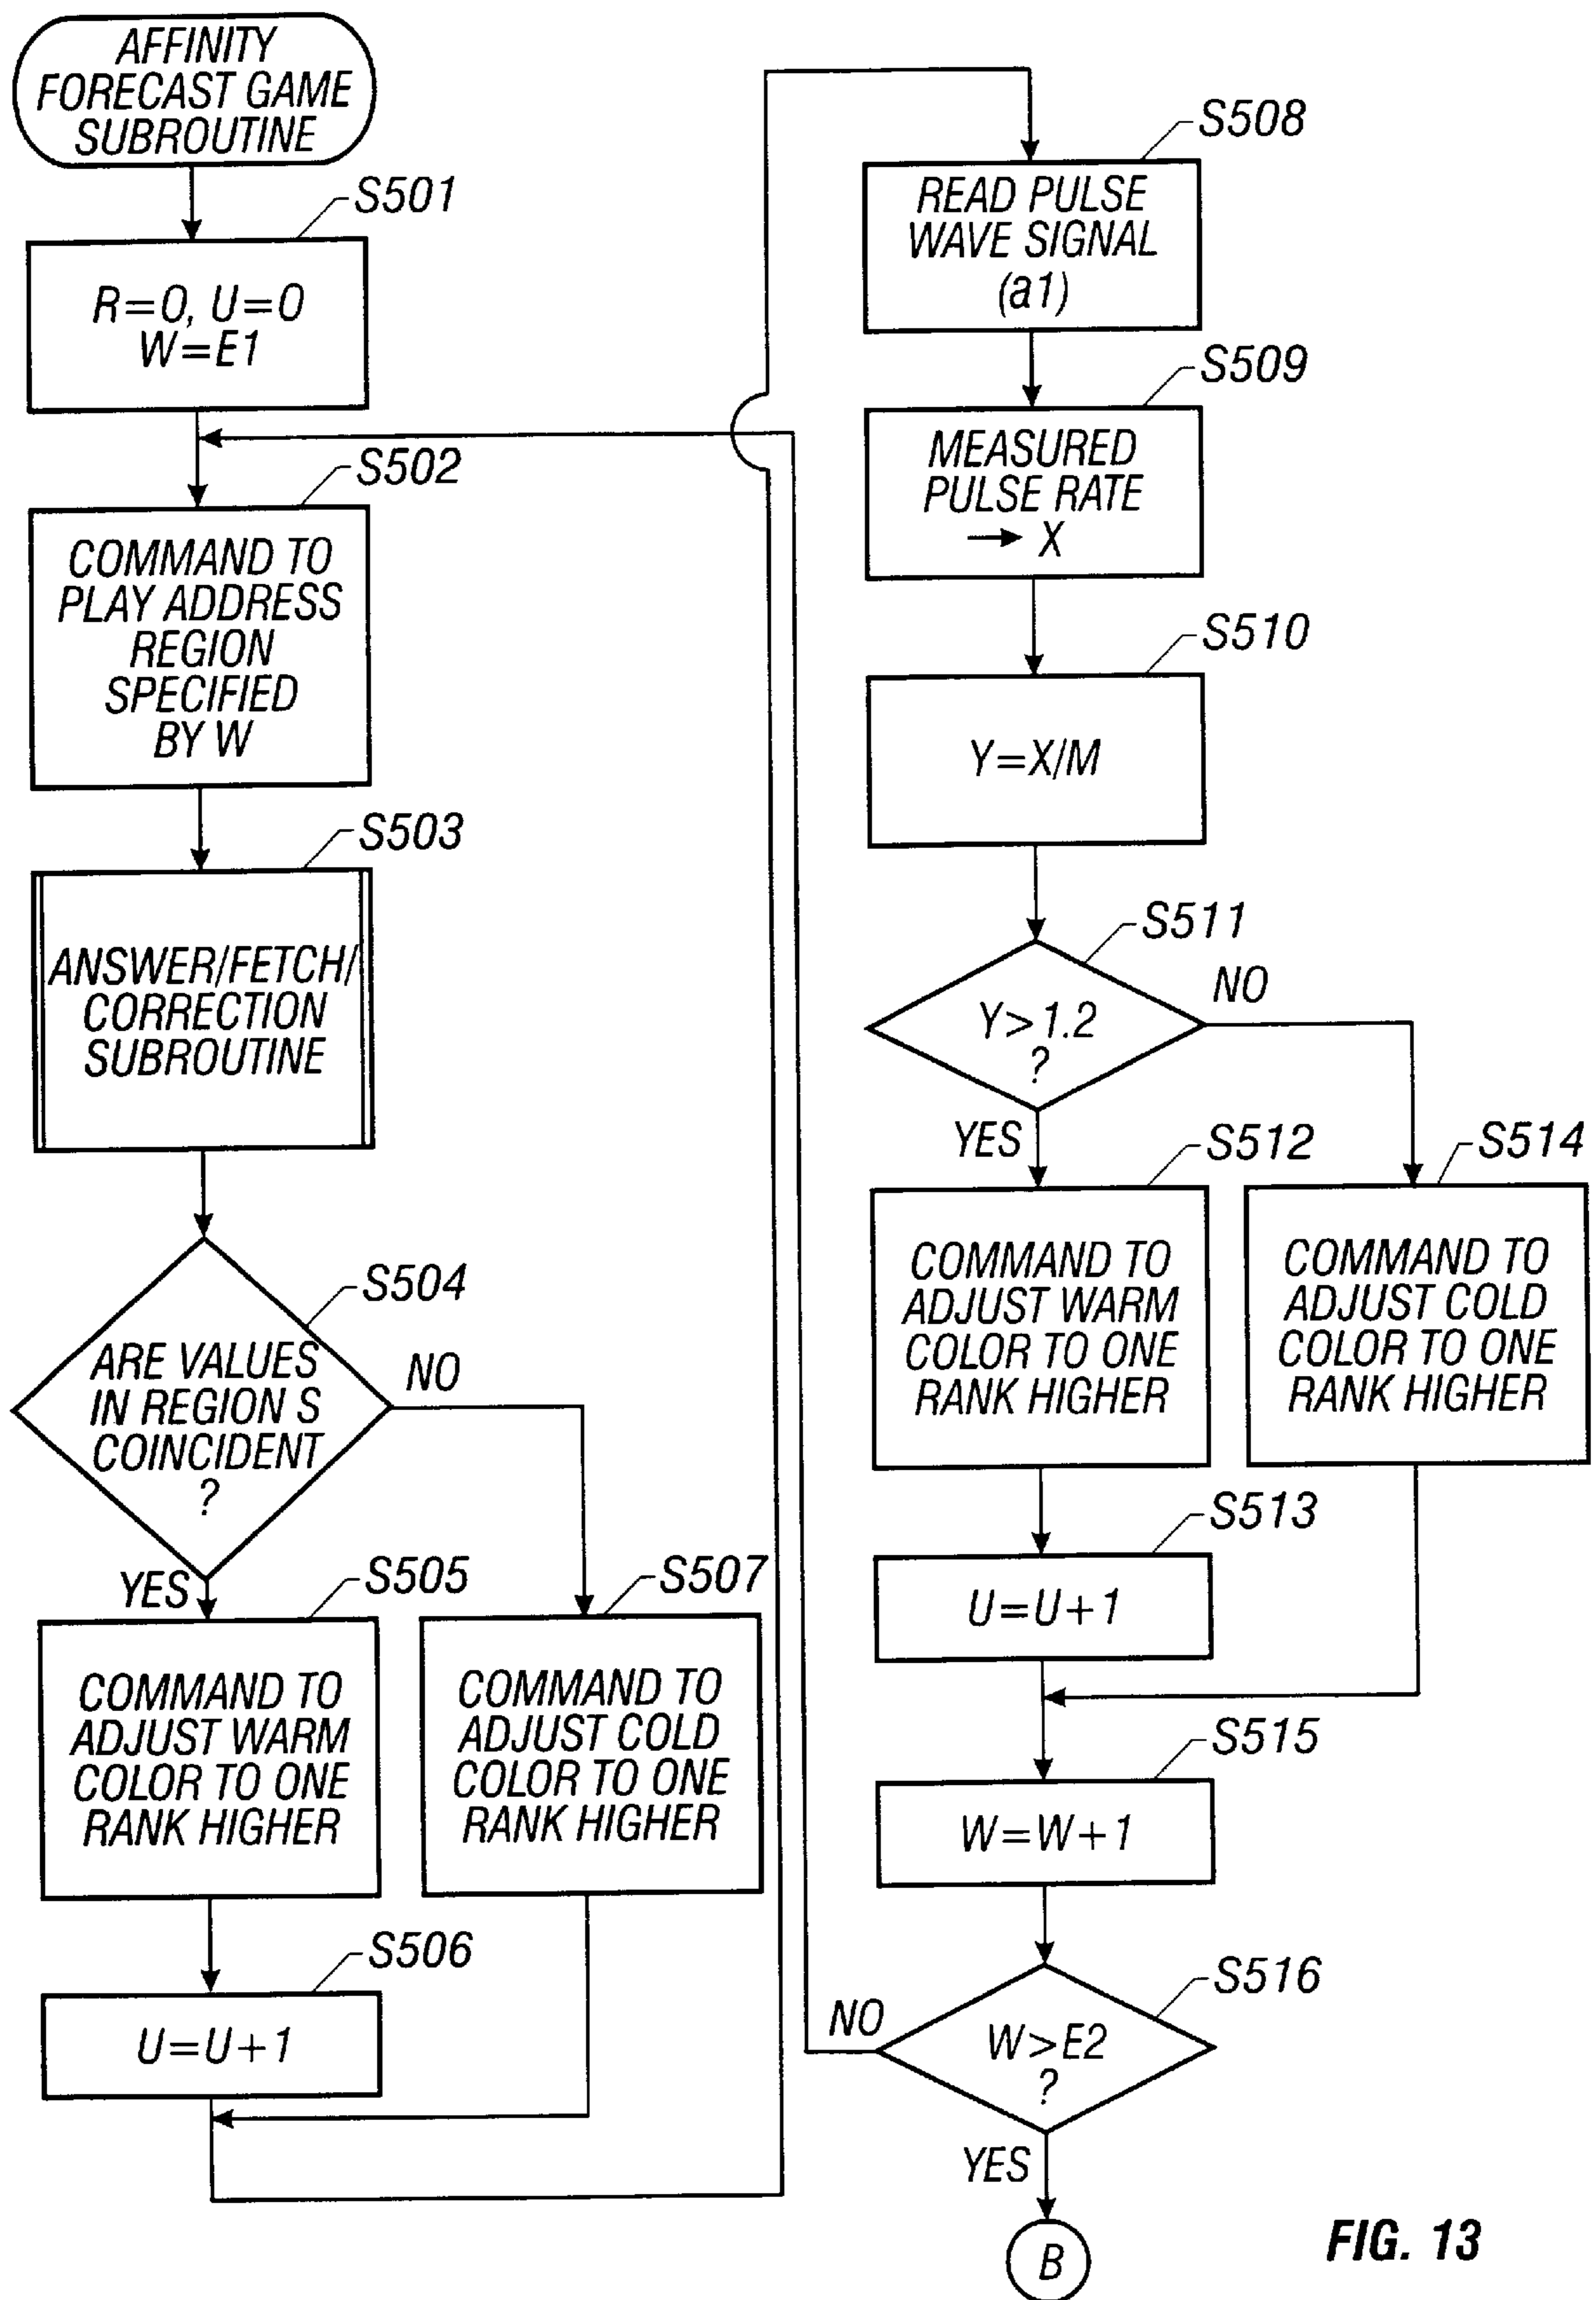 AFFINITY
FORECAST GAME
SUBROUTINE
S501
R=0, U=0
W=E1
S502
COMMAND TO
PLAY ADDRESS
REGION
SPECIFIED
BY W
S503
ANSWER/FETCH/
CORRECTION
SUBROUTINE
S504
ARE VALUES
IN REGION S
COINCIDENT
?
NO
YES
S505
COMMAND TO
ADJUST WARM
COLOR TO ONE
RANK HIGHER
S507
COMMAND TO
ADJUST COLD
COLOR TO ONE
RANK HIGHER
S506
U=U+1
S508
READ PULSE
WAVE SIGNAL
(a1)
S509
MEASURED
PULSE RATE
→ X
S510
Y=X/M
S511
Y>1.2
?
NO
YES
S512
COMMAND TO
ADJUST WARM
COLOR TO ONE
RANK HIGHER
S514
COMMAND TO
ADJUST COLD
COLOR TO ONE
RANK HIGHER
S513
U=U+1
S515
W=W+1
S516
W>E2
?
NO
YES
B
FIG. 13